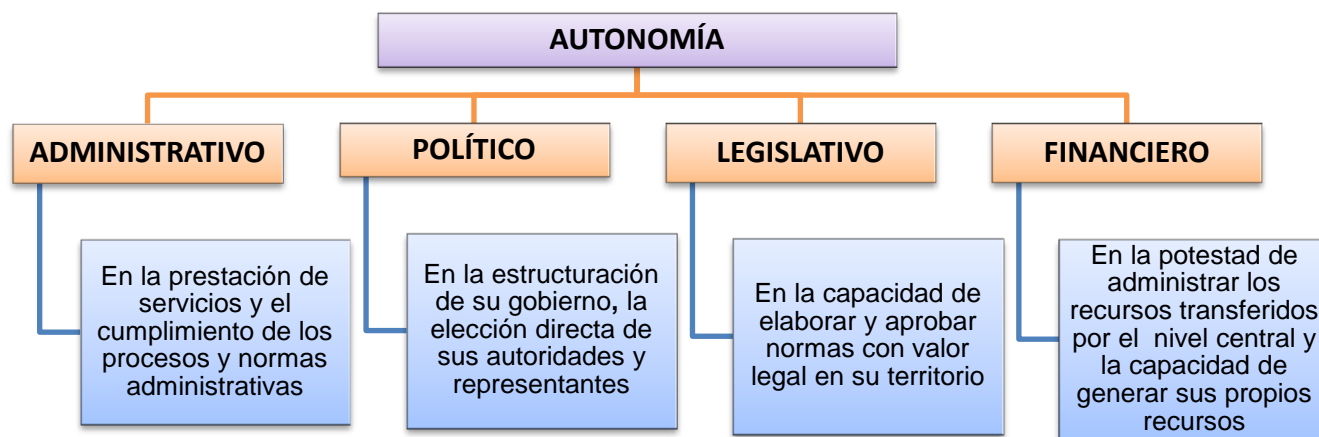 AUTONOMÍA
ADMINISTRATIVO
POLÍTICO
LEGISLATIVO
FINANCIERO
En la prestación de
servicios y el
cumplimiento de los
procesos y normas
administrativas
En la estructuración
de su gobierno, la
elección directa de
sus autoridades y
representantes
En la capacidad de
elaborar y aprobar
normas con valor
legal en su territorio
En la potestad de
administrar los
recursos transferidos
por el nivel central y
la capacidad de
generar sus propios
recursos